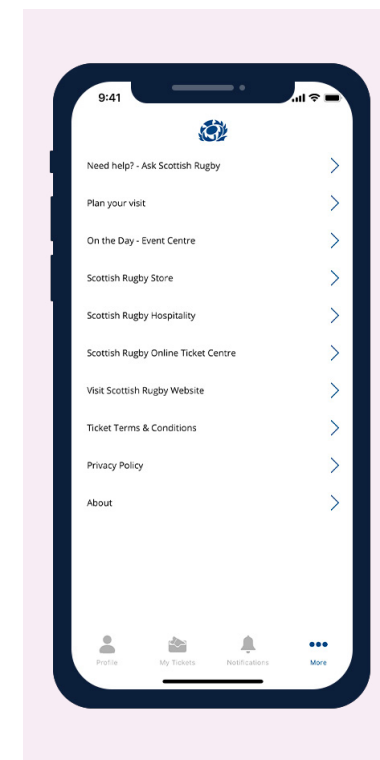 9:41
Need help? - Ask Scottish Rugby
Plan your visit
On the Day - Event Centre
Scottish Rugby Store
Scottish Rugby Hospitality
Scottish Rugby Online Ticket Centre
Visit Scottish Rugby Website
Ticket Terms & Conditions
Privacy Policy
About
Profile My Tickets Notifications More